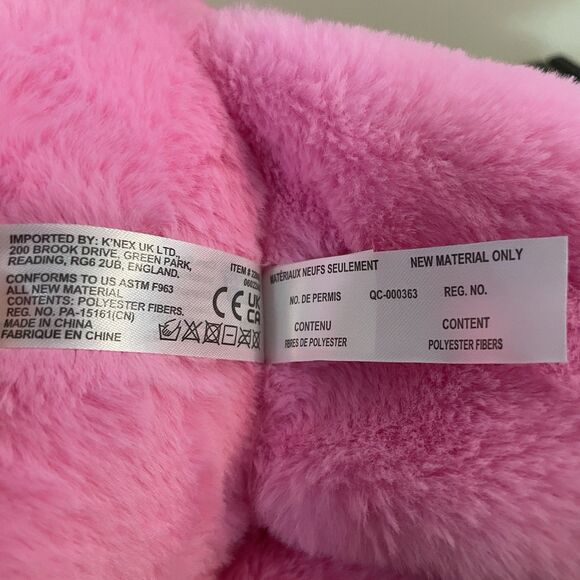 IMPORTED BY: K'NEX UK LTD.,
200 BROOK DRIVE, GREEN PARK,
READING, RG6 2UB, ENGLAND.
CONFORMS TO US ASTM F963
ALL NEW MATERIAL
CONTENTS: POLYESTER FIBERS.
REG. NO. PA-15161(CN)
MADE IN CHINA
FABRIQUE EN CHINE
ITEM #
CE UK CA
MATÉRIAUX NEUFS SEULEMENT NEW MATERIAL ONLY
NO. DE PERMIS QC-000363 REG. NO.
CONTENU CONTENT
FIBRES DE POLYESTER POLYESTER FIBERS